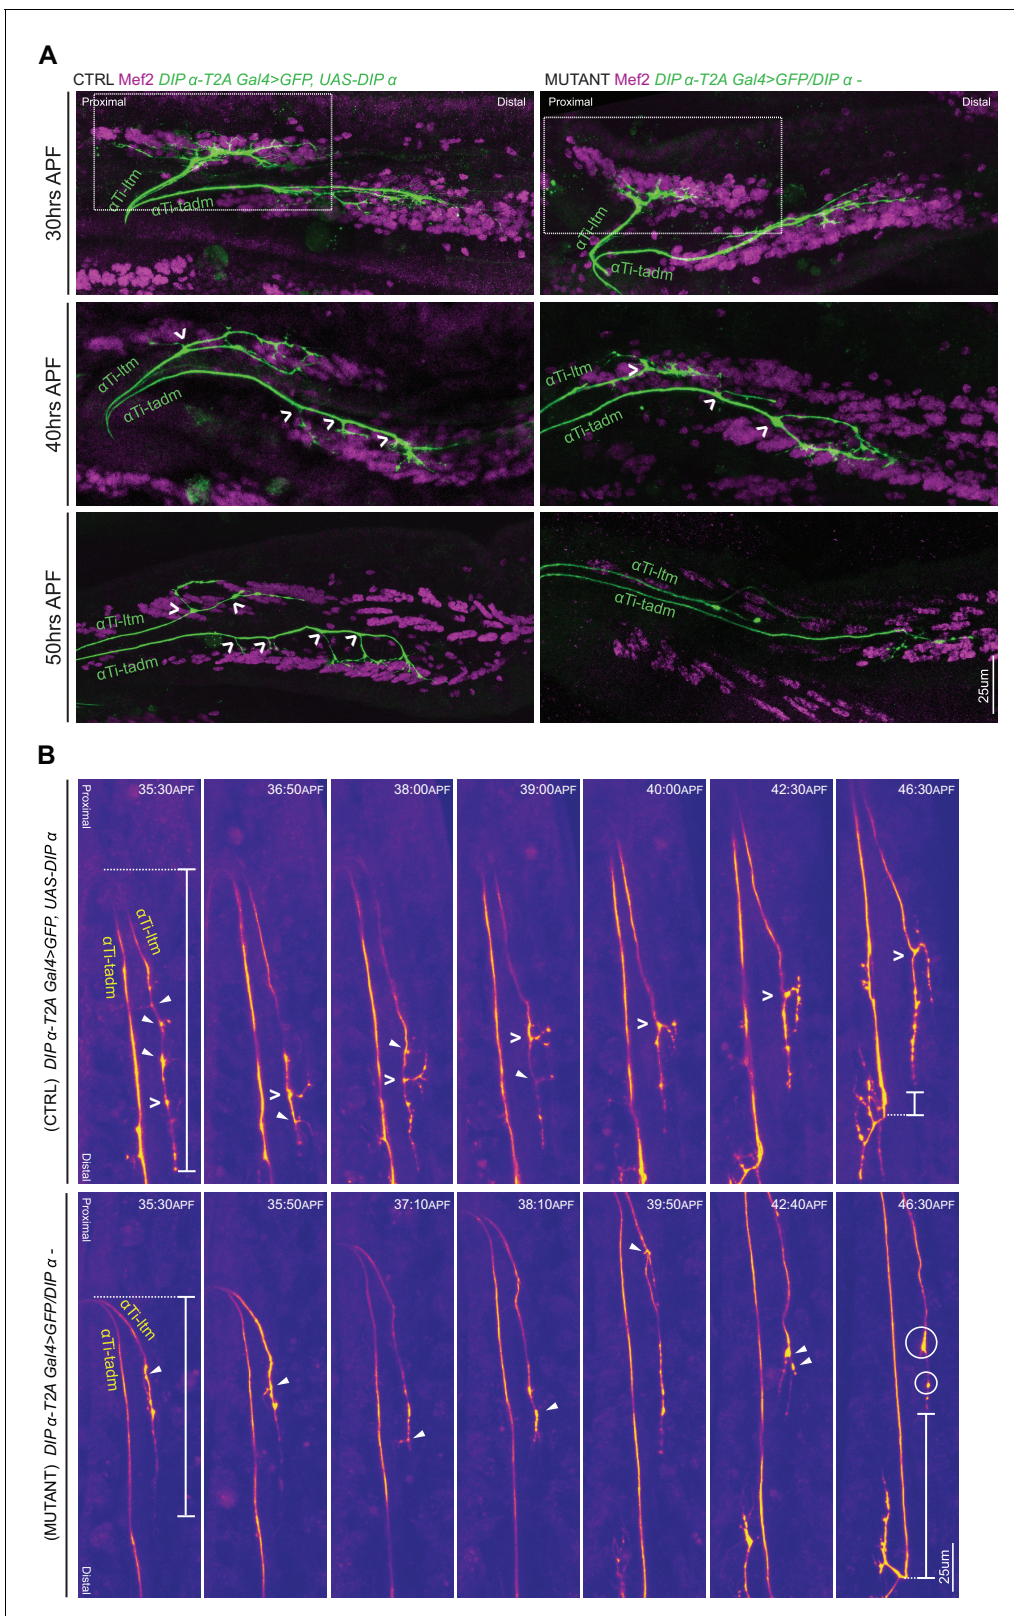 A
CTRL Mef2 DIP α-T2A Gal4>GFP, UAS-DIP α
MUTANT Mef2 DIP α-T2A Gal4>GFP/DIP α -
30hrs APF
Proximal Distal
αTi-ltm
αTi-tadm
Proximal Distal
αTi-ltm
αTi-tadm
40hrs APF
αTi-ltm
αTi-tadm
αTi-ltm
αTi-tadm
50hrs APF
αTi-ltm
αTi-tadm
αTi-ltm
αTi-tadm
25um
B
(CTRL) DIP α-T2A Gal4>GFP, UAS-DIP α
Proximal
Distal
35:30APF
αTi-ltm
αTi-tadm
36:50APF
38:00APF
39:00APF
40:00APF
42:30APF
46:30APF
(MUTANT) DIP α-T2A Gal4>GFP/DIP α -
Proximal
Distal
35:30APF
αTi-ltm
αTi-tadm
35:50APF
37:10APF
38:10APF
39:50APF
42:40APF
46:30APF
25um